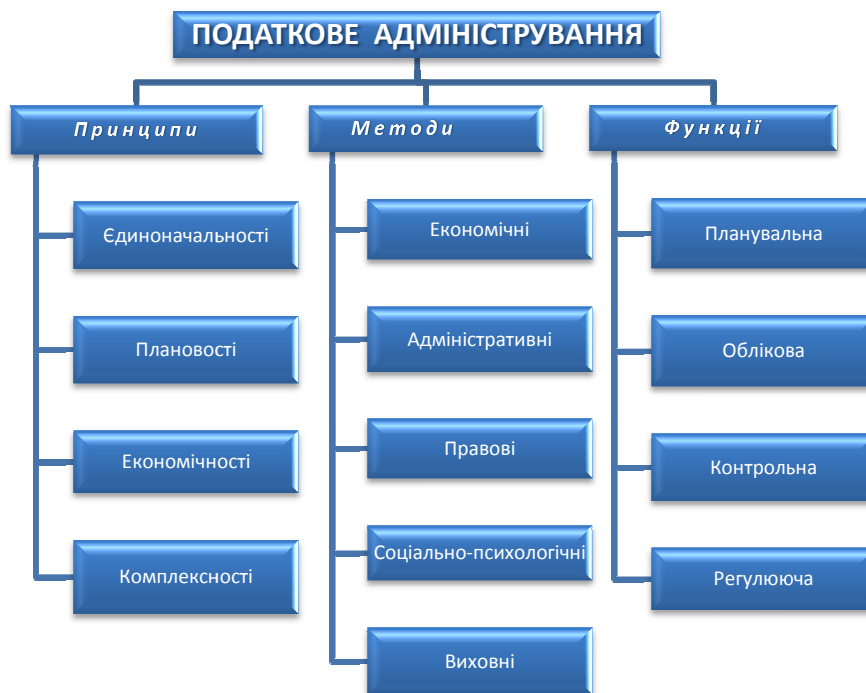 ПОДАТКОВЕ АДМІНІСТРУВАННЯ
Принципи
Єдиноначальності
Плановості
Економічності
Комплексності
Методи
Економічні
Адміністративні
Правові
Соціально-психологічні
Виховні
Функції
Планувальна
Облікова
Контрольна
Регулююча